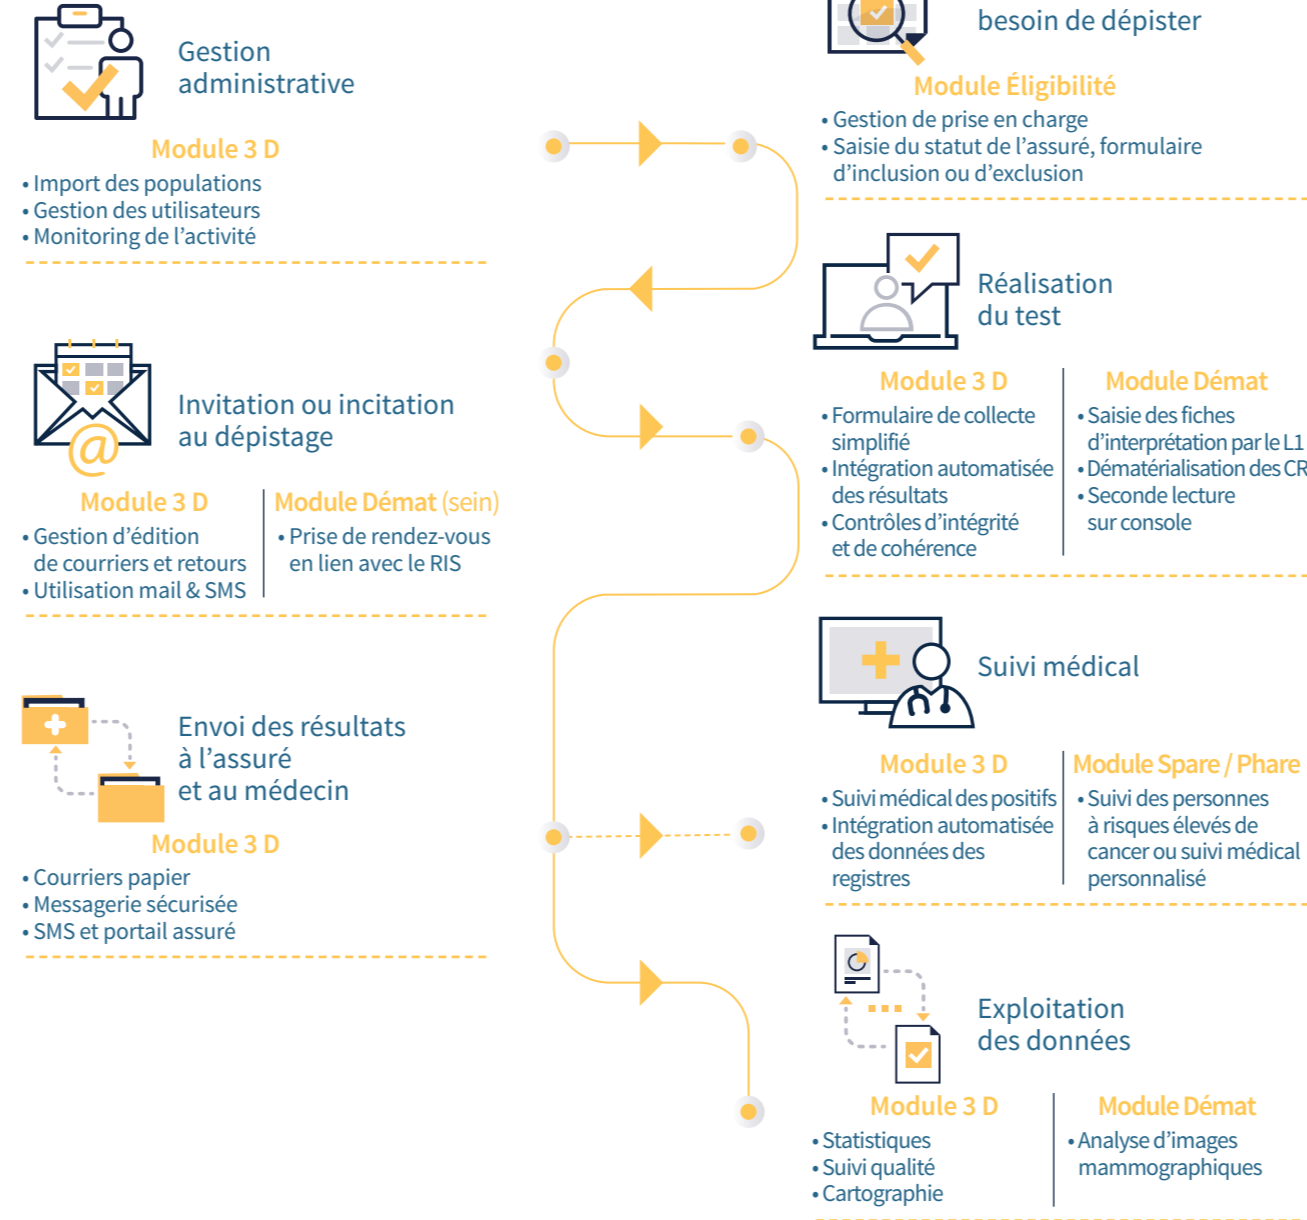 Gestion
administrative
Module 3 D
• Import des populations
• Gestion des utilisateurs
• Monitoring de l’activité
besoin de dépister
Module Éligibilité
• Gestion de prise en charge
• Saisie du statut de l’assuré, formulaire
d’inclusion ou d’exclusion
Invitation ou incitation
au dépistage
@
Module 3 D
• Gestion d’édition
de courriers et retours
• Utilisation mail & SMS
Module Démat (sein)
• Prise de rendez-vous
en lien avec le RIS
Réalisation
du test
Module 3 D
• Formulaire de collecte
simplifié
• Intégration automatisée
des résultats
• Contrôles d’intégrité
et de cohérence
Module Démat
• Saisie des fiches
d’interprétation par le L1
• Dématérialisation des CR
• Seconde lecture
sur console
Envoi des résultats
à l’assuré
et au médecin
Module 3 D
• Courriers papier
• Messagerie sécurisée
• SMS et portail assuré
Suivi médical
Module 3 D
• Suivi médical des positifs
• Intégration automatisée
des données des
registres
Module Spare / Phare
• Suivi des personnes
à risques élevés de
cancer ou suivi médical
personnalisé
Exploitation
des données
Module 3 D
• Statistiques
• Suivi qualité
• Cartographie
Module Démat
• Analyse d’images
mammographiques